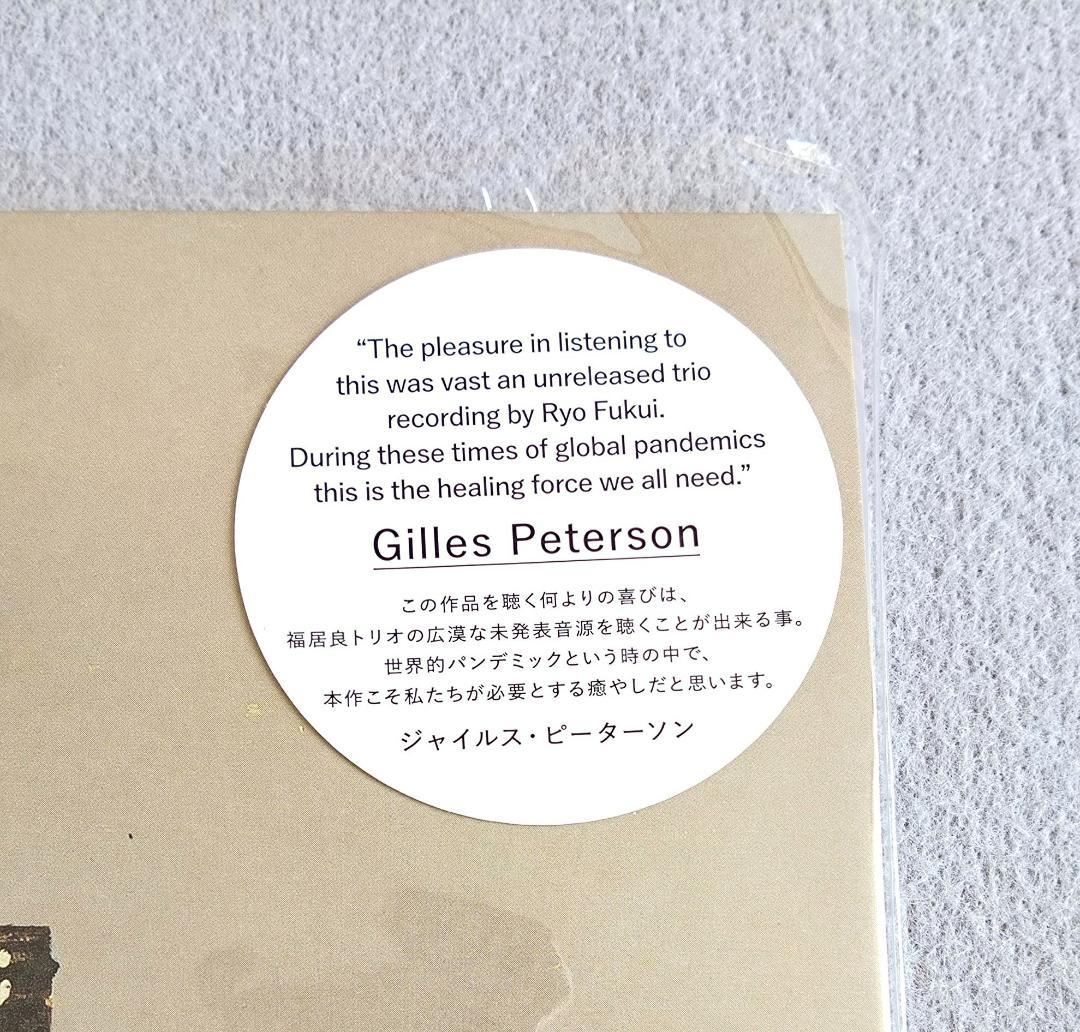 “The pleasure in listening to
this was vast an unreleased trio
recording by Ryo Fukui.
During these times of global pandemics
this is the healing force we all need.”
Gilles Peterson
この作品を聴く何よりの喜びは、
福居良トリオの広漠な未発表音源を聴くことが出来る事。
世界的パンデミックという時の中で、
本作こそ私たちが必要とする癒やしだと思います。
ジャイルス・ピーターソン